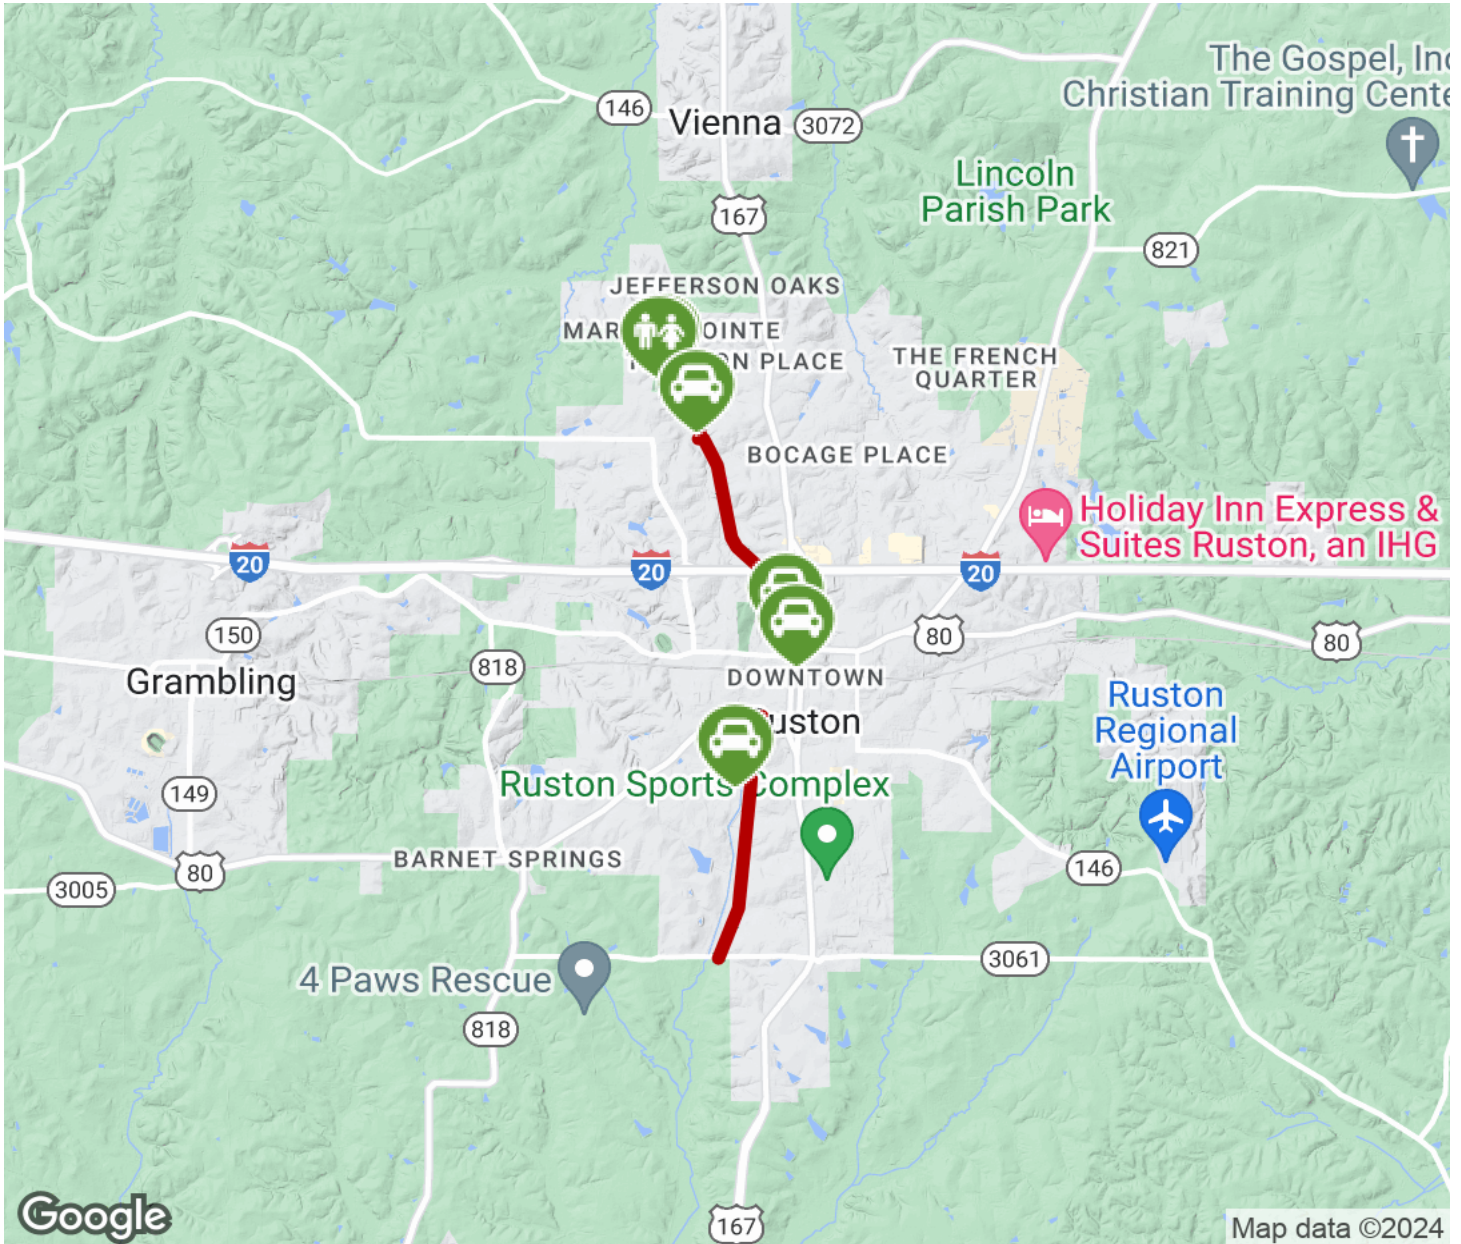 The Gospel, Inc
Christian Training Cente
146
Vienna
3072
Lincoln
Parish Park
167
821
JEFFERSON OAKS
MAR
OINTE
ON PLACE
THE FRENCH
QUARTER
BOCAGE PLACE
Holiday Inn Express &
Suites Ruston, an IHG
20
20
20
150
80
80
818
Grambling
DOWNTOWN
Ruston
Regional
Airport
uston
Ruston Sports Complex
149
BARNET SPRINGS
80
146
3005
3061
4 Paws Rescue
818
167
Google
Map data ©2024